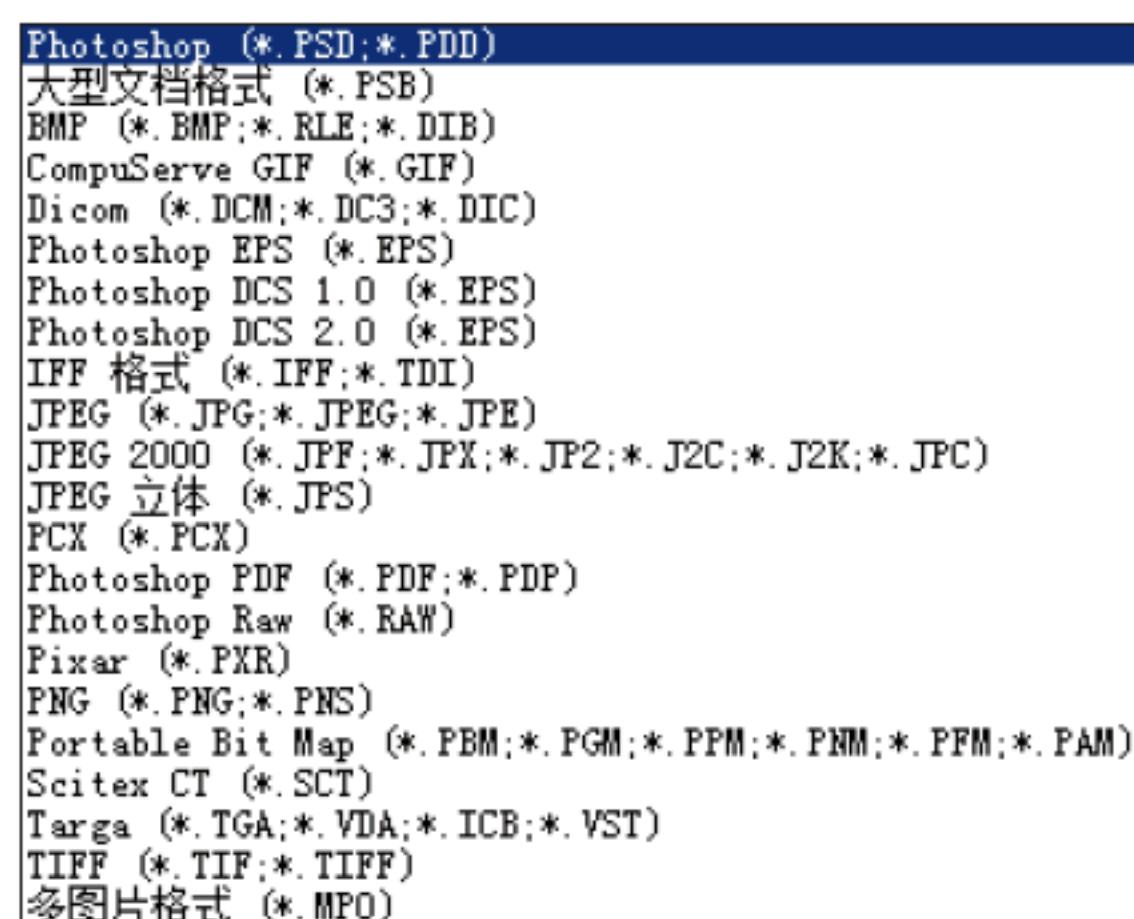 Photoshop (*.PSD;*.PDD)
大型文档格式 (*.PSB)
BMP (*.BMP;*.RLE;*.DIB)
CompuServe GIF (*.GIF)
Dicom (*.DCM;*.DC3;*.DIC)
Photoshop EPS (*.EPS)
Photoshop DCS 1.0 (*.EPS)
Photoshop DCS 2.0 (*.EPS)
IFF 格式 (*.IFF;*.TDI)
JPEG (*.JPG;*.JPEG;*.JPE)
JPEG 2000 (*.JPF;*.JPX;*.JP2;*.J2C;*.J2K;*.JPC)
JPEG 立体 (*.JPS)
PCX (*.PCX)
Photoshop PDF (*.PDF;*.PDP)
Photoshop Raw (*.RAW)
Pixar (*.PXR)
PNG (*.PNG;*.PNS)
Portable Bit Map (*.PBM;*.PGM;*.PPM;*.PNM;*.PFM;*.PAM)
Scitex CT (*.SCT)
Targa (*.TGA;*.VDA;*.ICB;*.VST)
TIFF (*.TIF;*.TIFF)
多图片格式 (*.MPO)